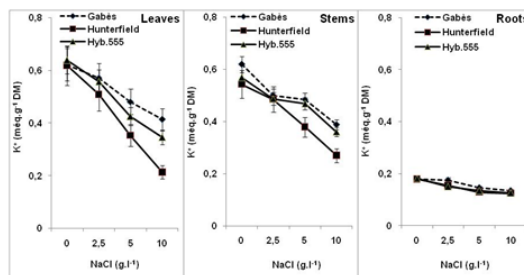 Leaves
Gabès
Hunterfield
Hyb.555
K⁺ (méq.g⁻¹ DM)
0,8
0,6
0,4
0,2
0
0 2,5 5 10
NaCl (g.l⁻¹)
Stems
Gabès
Hunterfield
Hyb.555
K⁺ (méq.g⁻¹ DM)
0,8
0,6
0,4
0,2
0
0 2,5 5 10
NaCl (g.l⁻¹)
Roots
Gabès
Hunterfield
Hyb.555
K⁺ (méq.g⁻¹ DM)
0,8
0,6
0,4
0,2
0
0 2,5 5 10
NaCl (g.l⁻¹)